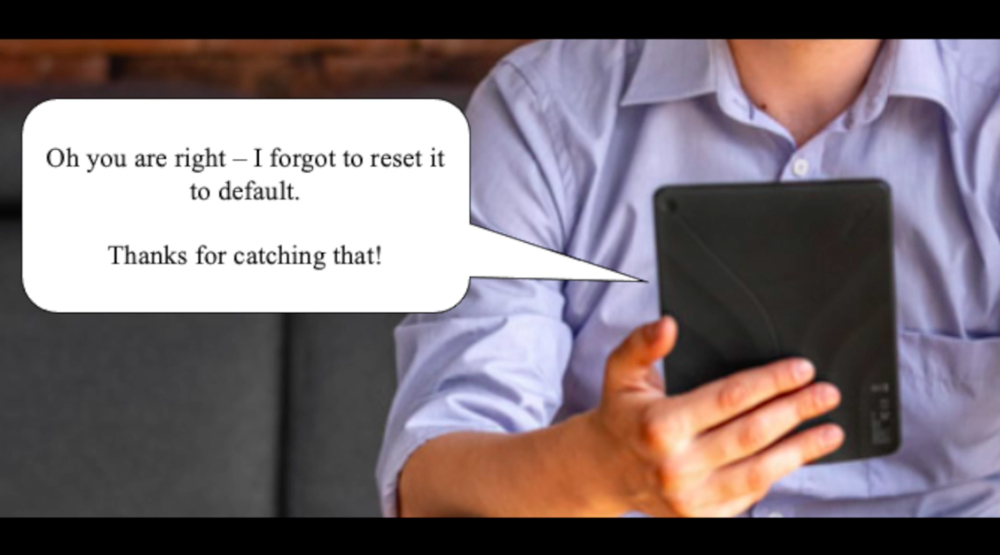 Oh you are right – I forgot to reset it
to default.
Thanks for catching that!